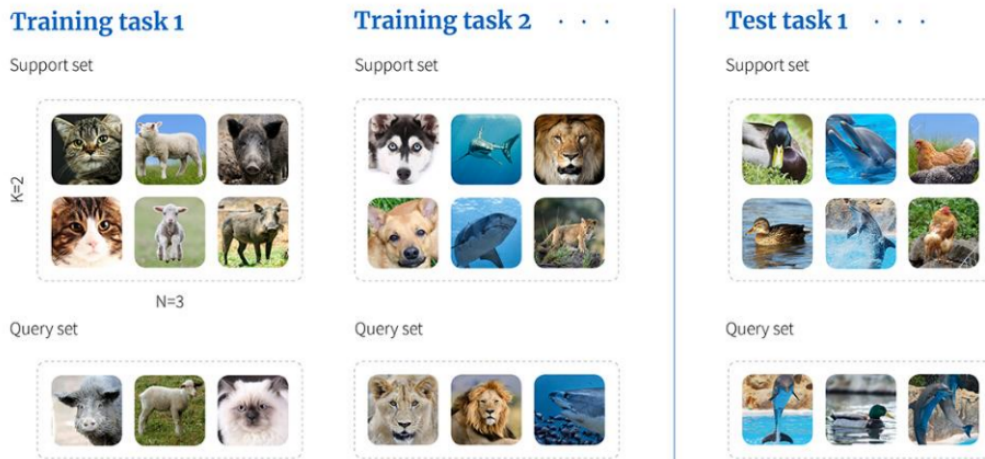 Training task 1
Training task 2 · · ·
Test task 1 · · ·
Support set
Support set
Support set
K=2
N=3
Query set
Query set
Query set